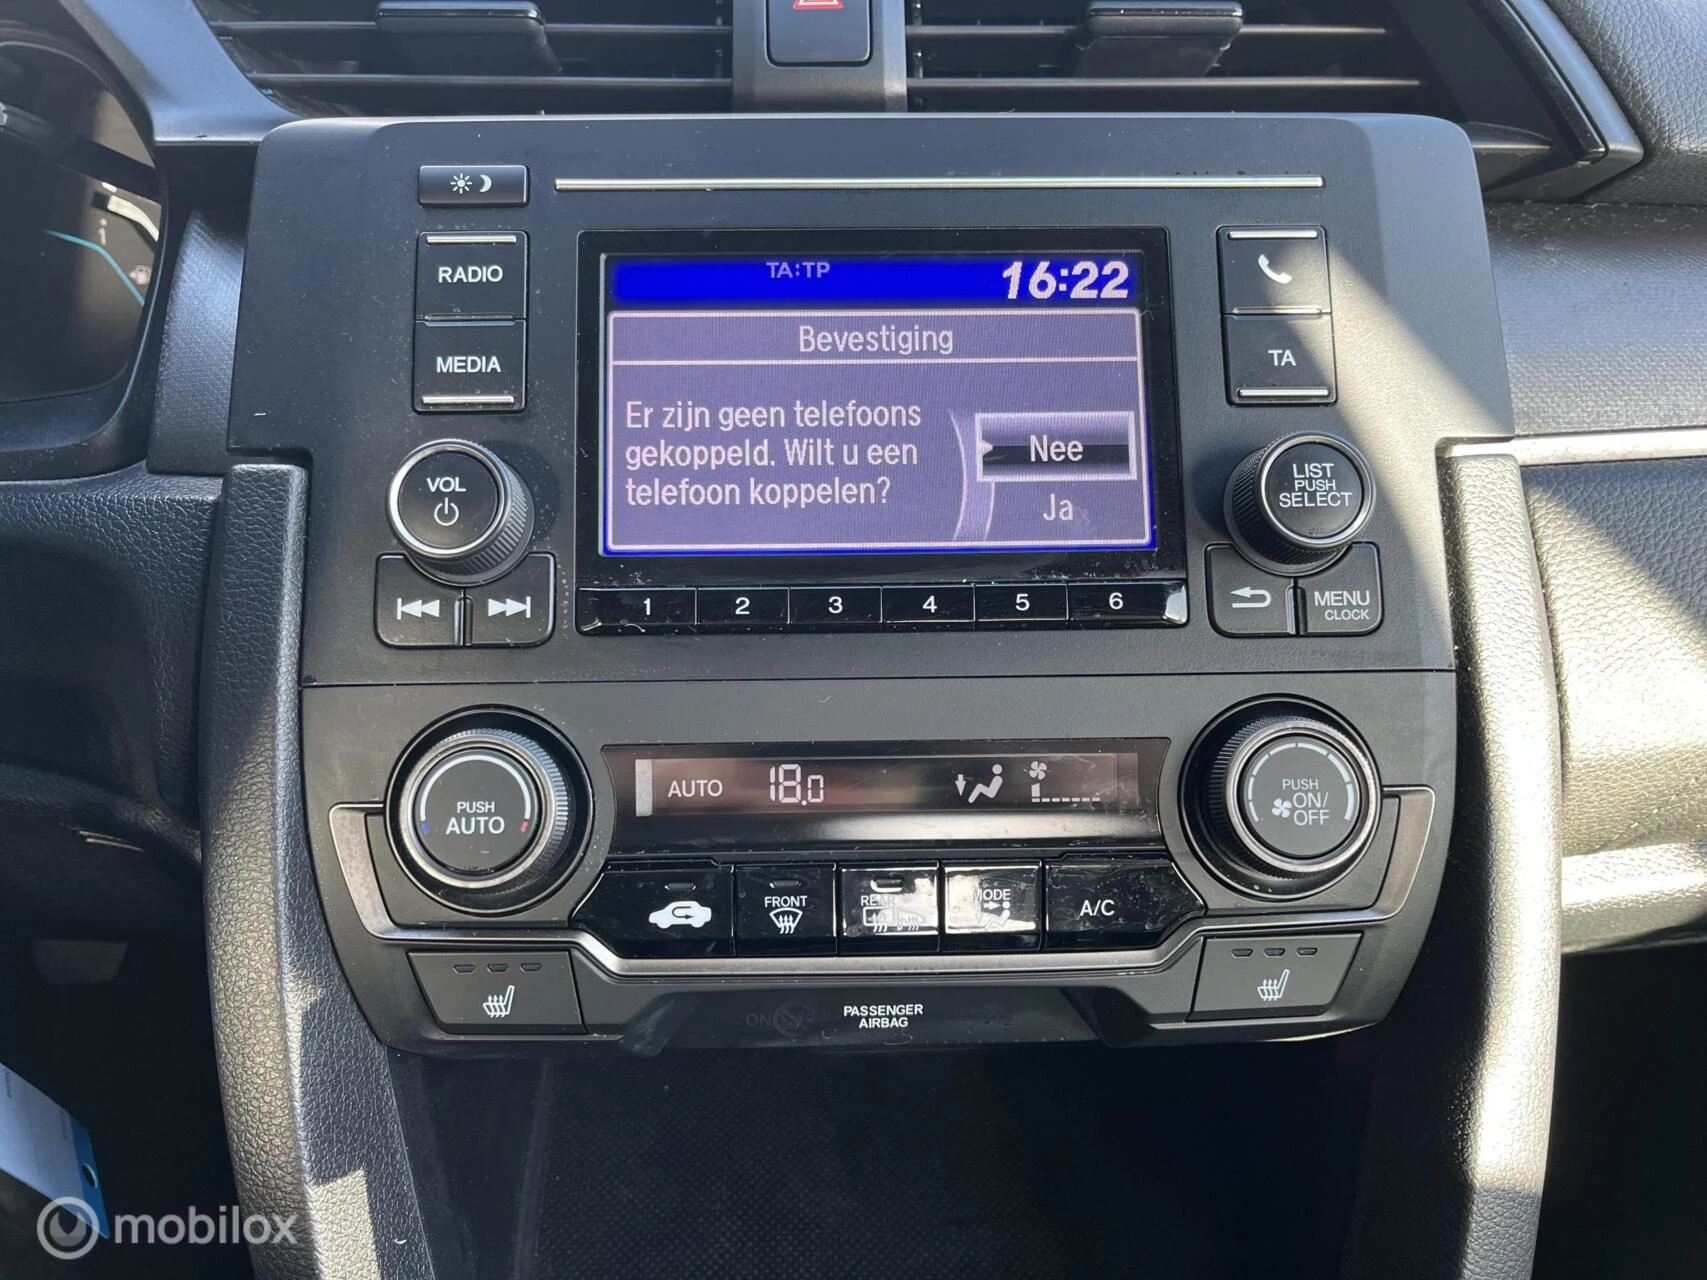 RADIO
MEDIA
VOL
TA:TP
16:22
Bevestiging
Er zijn geen telefoons
gekoppeld. Wilt u een
telefoon koppelen?
Nee
Ja
TA
LIST
PUSH
SELECT
MENU
CLOCK
1 2 3 4 5 6
PUSH
AUTO
AUTO 18.0
PUSH
ON/
OFF
FRONT
REAR
MODE
A/C
ON
PASSENGER
AIRBAG
mobilox